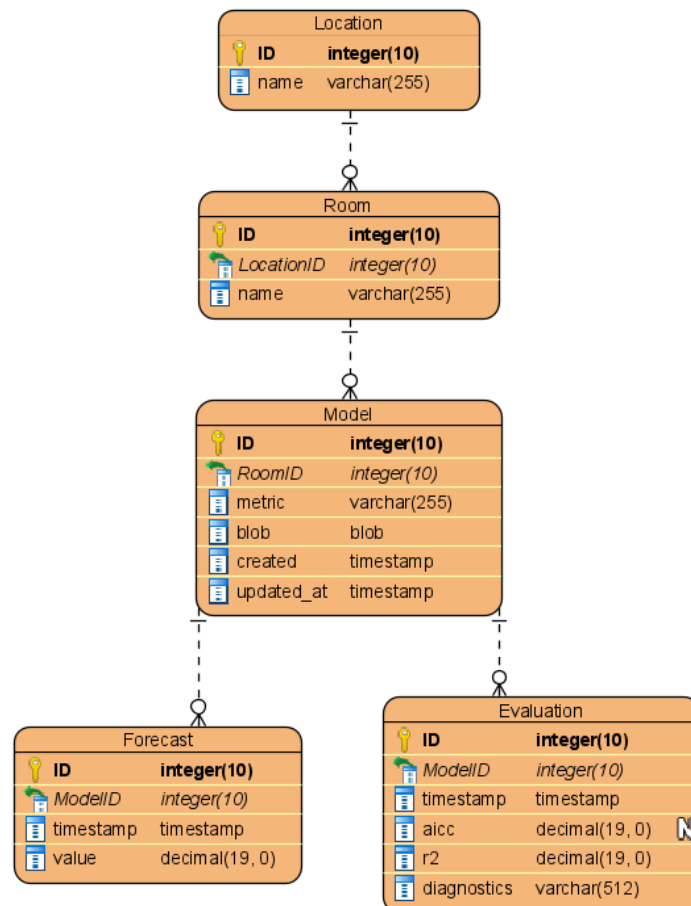 Location
ID integer(10)
name varchar(255)
Room
ID integer(10)
LocationID integer(10)
name varchar(255)
Model
ID integer(10)
RoomID integer(10)
metric varchar(255)
blob blob
created timestamp
updated_at timestamp
Forecast
ID integer(10)
ModelID integer(10)
timestamp timestamp
value decimal(19, 0)
Evaluation
ID integer(10)
ModelID integer(10)
timestamp timestamp
aicc decimal(19, 0) N
r2 decimal(19, 0)
diagnostics varchar(512)